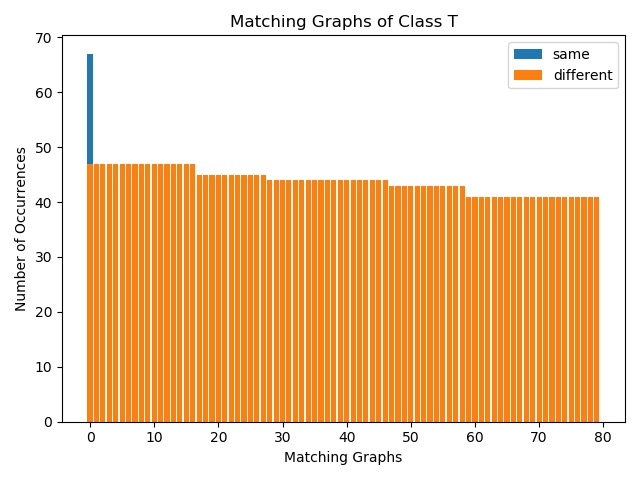 Matching Graphs of Class T
same
different
Number of Occurrences
70
60
50
40
30
20
10
0
0 10 20 30 40 50 60 70 80
Matching Graphs